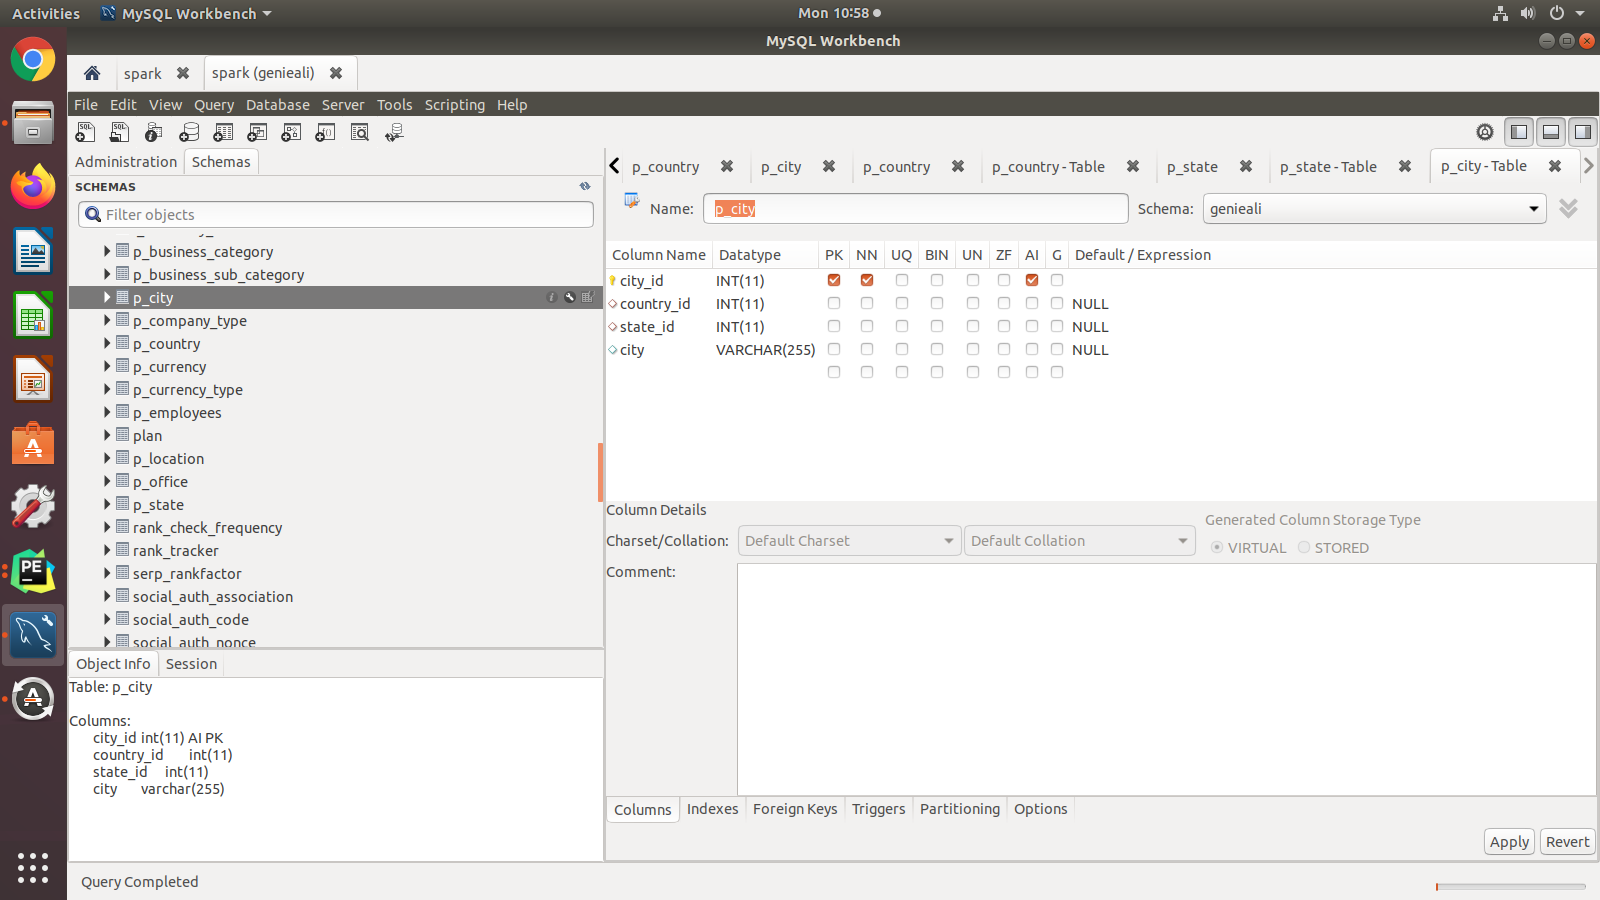 Activities MySQL Workbench Mon 10:58
MySQL Workbench
spark spark (genieali)
File Edit View Query Database Server Tools Scripting Help
Administration Schemas
SCHEMAS
Filter objects
p_business_category
p_business_sub_category
p_city
p_company_type
p_country
p_currency
p_currency_type
p_employees
plan
p_location
p_office
p_state
rank_check_frequency
rank_tracker
serp_rankfactor
social_auth_association
social_auth_code
social_auth_nonce
Object Info Session
Table: p_city
Columns:
city_id int(11) AI PK
country_id int(11)
state_id int(11)
city varchar(255)
p_country p_city p_country p_country - Table p_state p_state - Table p_city - Table
Name: p_city Schema: genieali
Column Name Datatype PK NN UQ BIN UN ZF AI G Default / Expression
city_id INT(11)
country_id INT(11) NULL
state_id INT(11) NULL
city VARCHAR(255) NULL
Column Details
Generated Column Storage Type
Charset/Collation: Default Charset Default Collation
VIRTUAL STORED
Comment:
Columns Indexes Foreign Keys Triggers Partitioning Options
Apply Revert
Query Completed